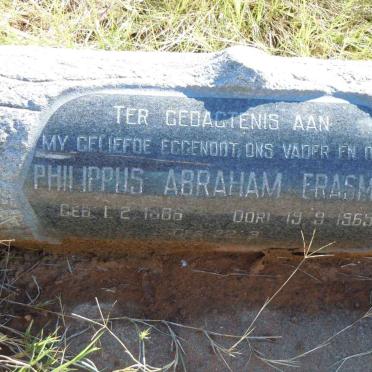 TER GEDAGTENIS AAN
MY GELIEFDE EGGENOOT, ONS VADER EN O
PHILIPPUS ABRAHAM ERASM
GEB. 1.2.1886 OORL. 19.9.1965